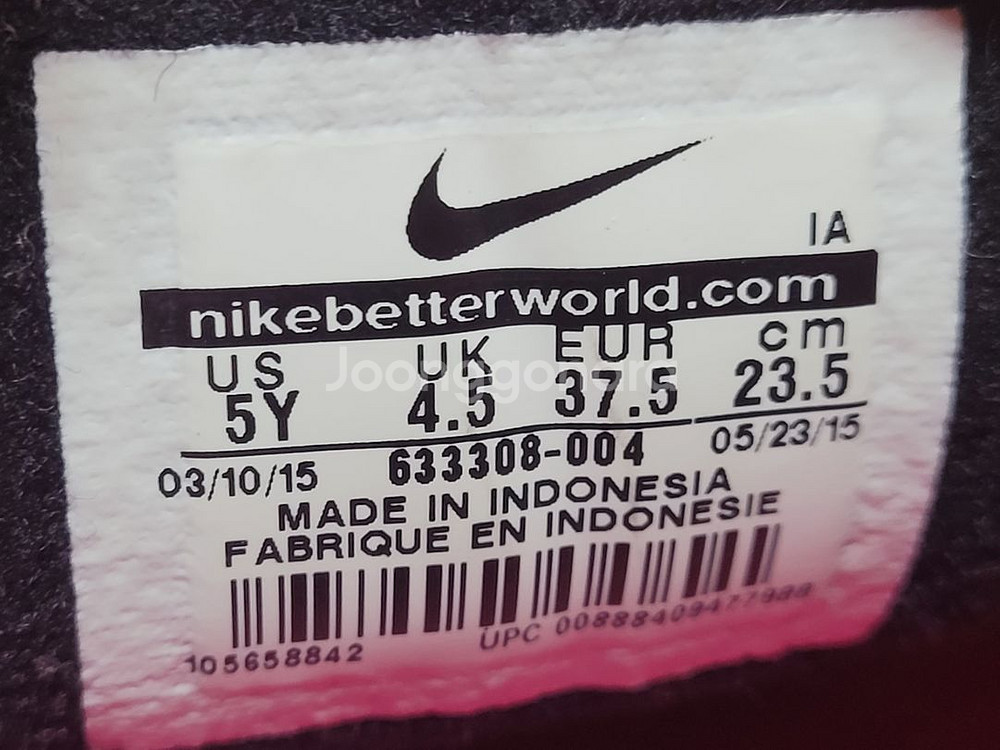 IA
nikebetterworld.com
US UK EUR cm
5Y 4.5 37.5 23.5
03/10/15 633308-004 05/23/15
MADE IN INDONESIA
FABRIQUE EN INDONESIE
105658842 UPC 00888409477988
Joonggonara